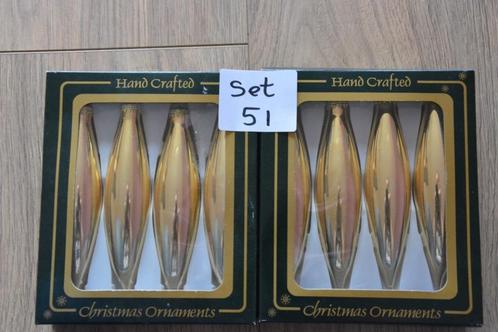 Hand Crafted
Set
51
Hand Crafted
Christmas Ornaments
Christmas Ornaments